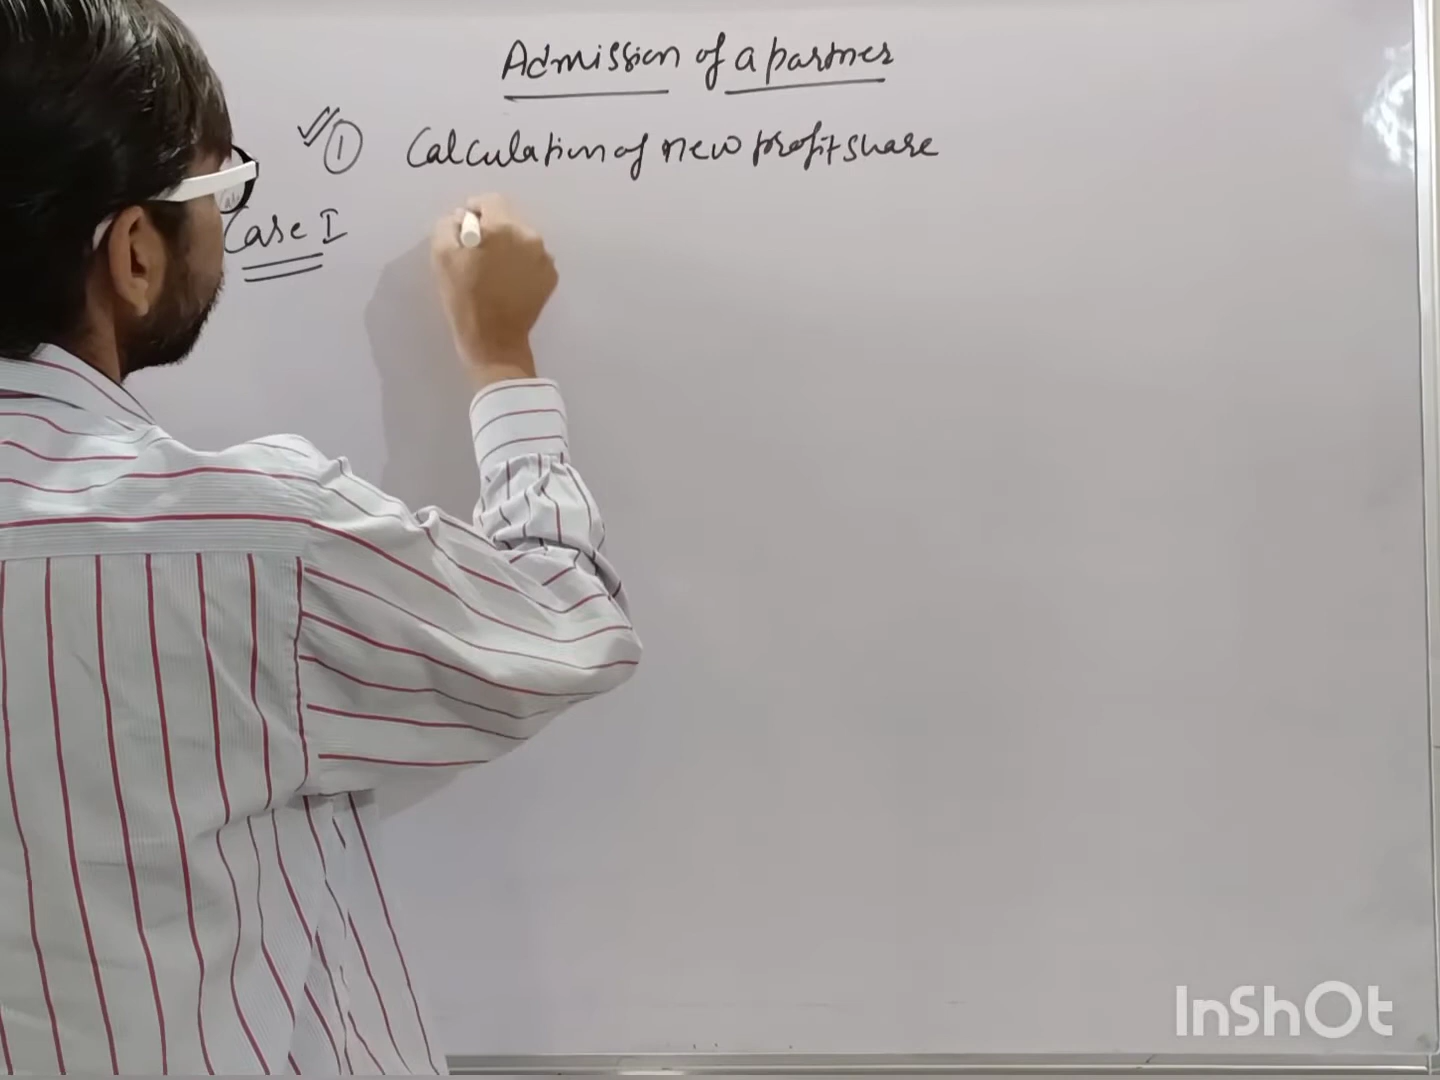 Admission of a partner
① Calculation of new profit share
Case I
InShOt